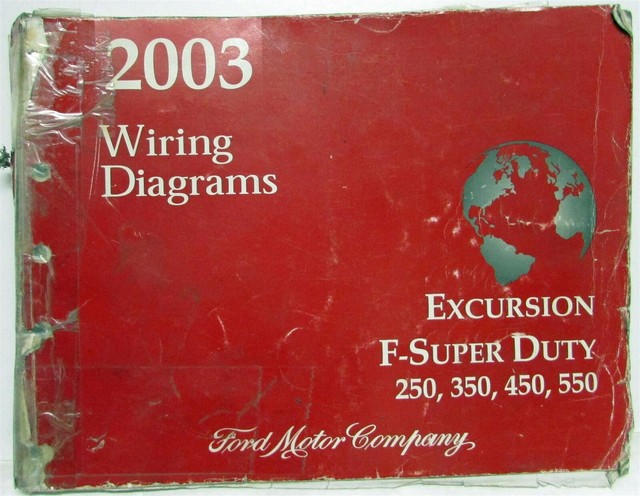 2003
Wiring
Diagrams
EXCURSION
F-SUPER DUTY
250, 350, 450, 550
Ford Motor Company